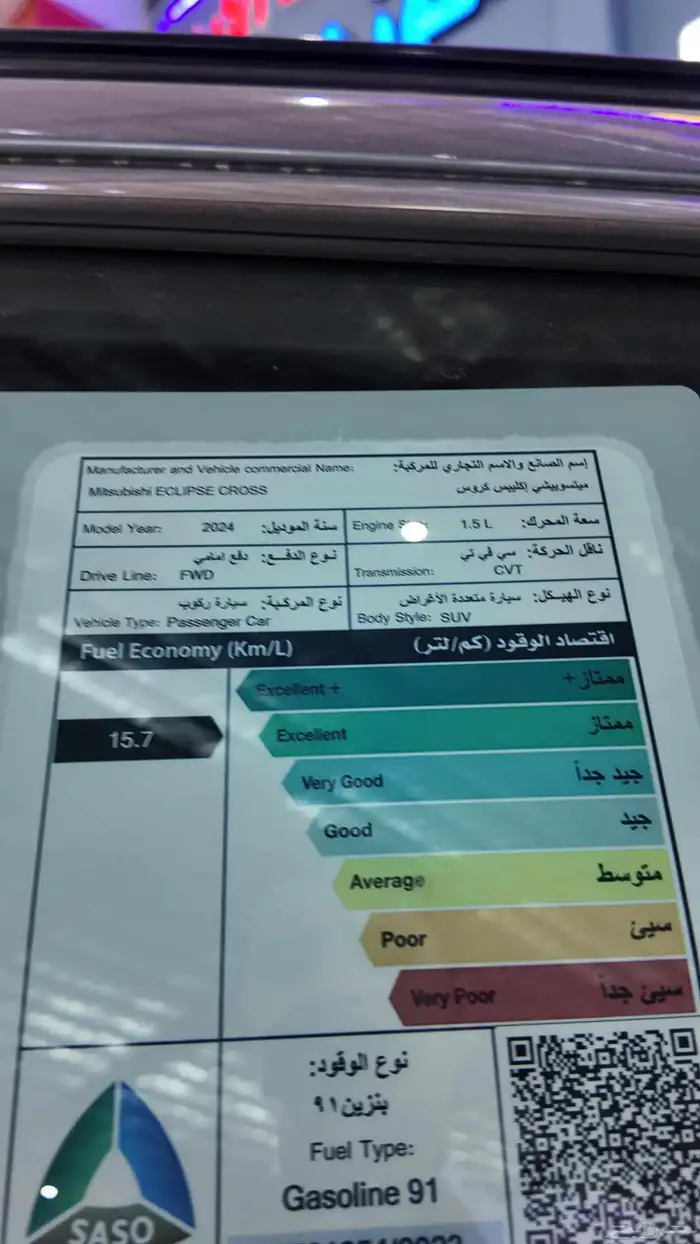 Manufacturer and Vehicle commercial Name: إسم الصانع والاسم التجاري للمركبة:
Mitsubishi ECLIPSE CROSS ميتسوبيشي إكليبس كروس
Model Year: 2024 سنة الموديل:
Engine 1.5 L سعة المحرك:
نوع الدفع: دفع امامي
Drive Line: FWD
ناقل الحركة: سي في تي
Transmission: CVT
نوع المركبة: سيارة ركوب
Vehicle Type: Passenger Car
نوع الهيكل: سيارة متعددة الأغراض
Body Style: SUV
Fuel Economy (Km/L) اقتصاد الوقود (كم/لتر)
15.7
Excellent + ممتاز+
Excellent ممتاز
Very Good جيد جداً
Good جيد
Average متوسط
Poor سيئ
Very Poor سيئ جداً
نوع الوقود:
بنزين ٩١
Fuel Type:
Gasoline 91
SASO